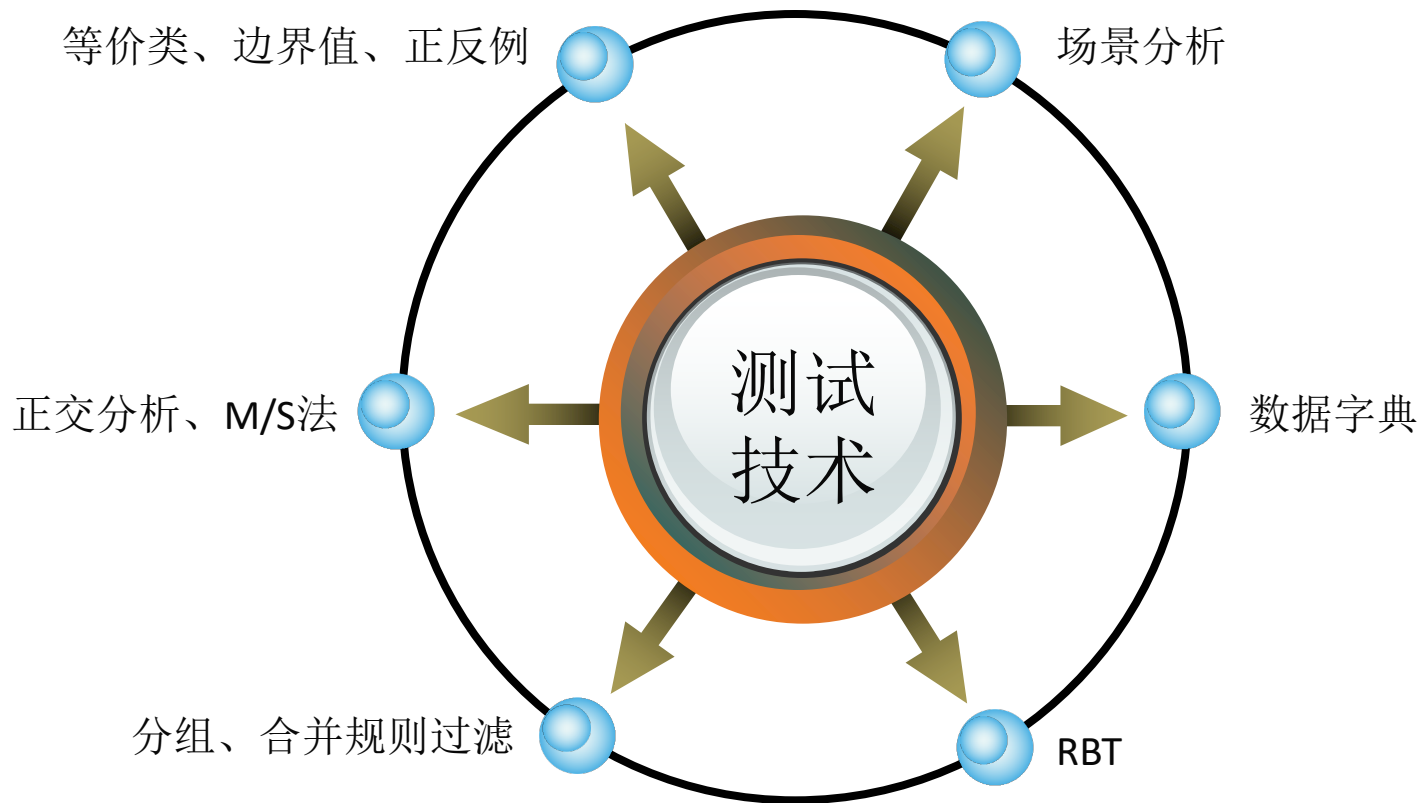 等价类、边界值、正反例
场景分析
正交分析、M/S法
测试
技术
数据字典
分组、合并规则过滤
RBT